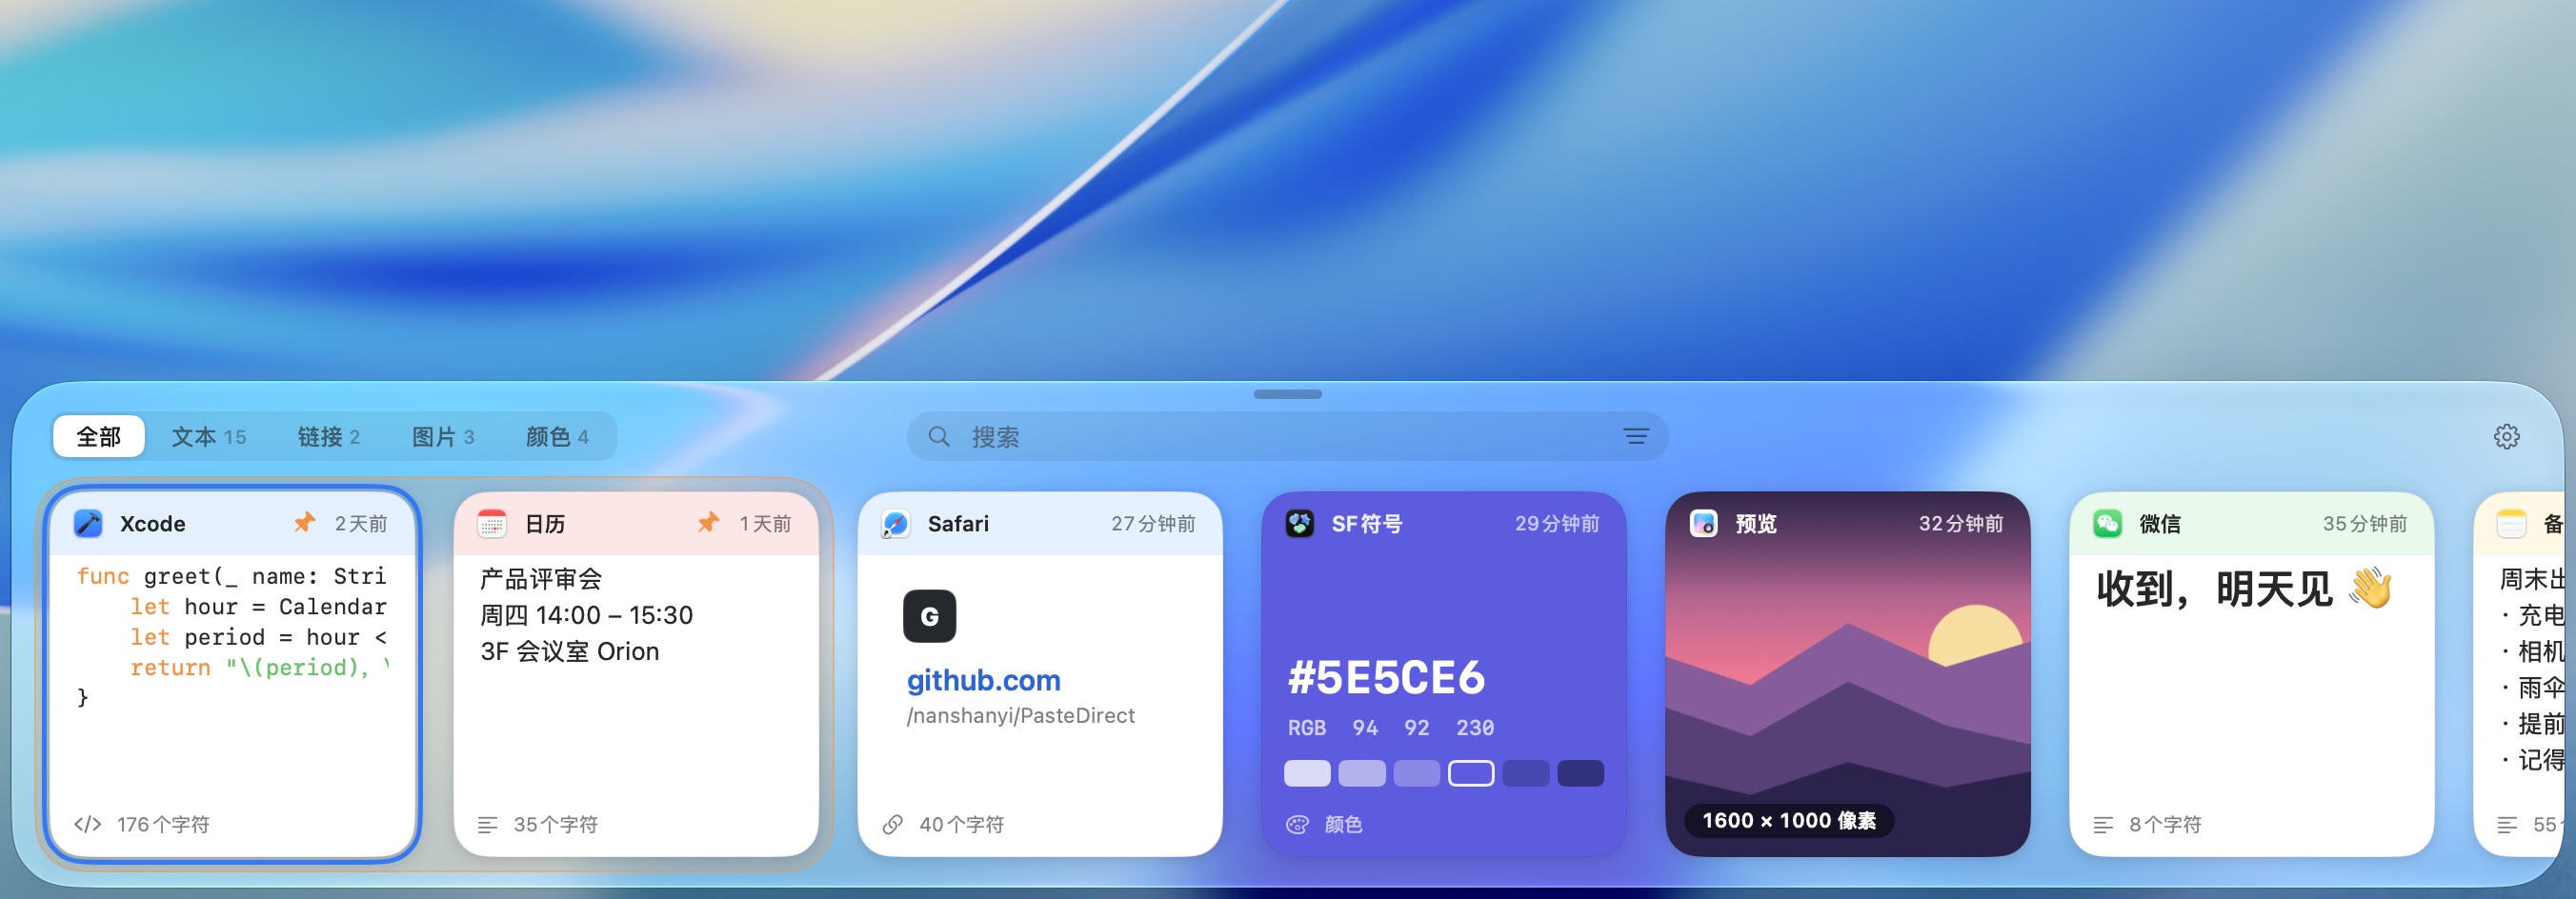 全部 文本 15 链接 2 图片 3 颜色 4
搜索
Xcode 2天前
func greet(_ name: Stri
let hour = Calendar
let period = hour <
return "\(period), \
}
176个字符
日历 1天前
产品评审会
周四 14:00 – 15:30
3F 会议室 Orion
35个字符
Safari 27分钟前
G
github.com
/nanshanyi/PasteDirect
40个字符
SF符号 29分钟前
#5E5CE6
RGB 94 92 230
颜色
预览 32分钟前
1600 × 1000 像素
微信 35分钟前
收到，明天见 👋
8个字符
备
周末出
· 充电
· 相机
· 雨伞
· 提前
· 记得
55